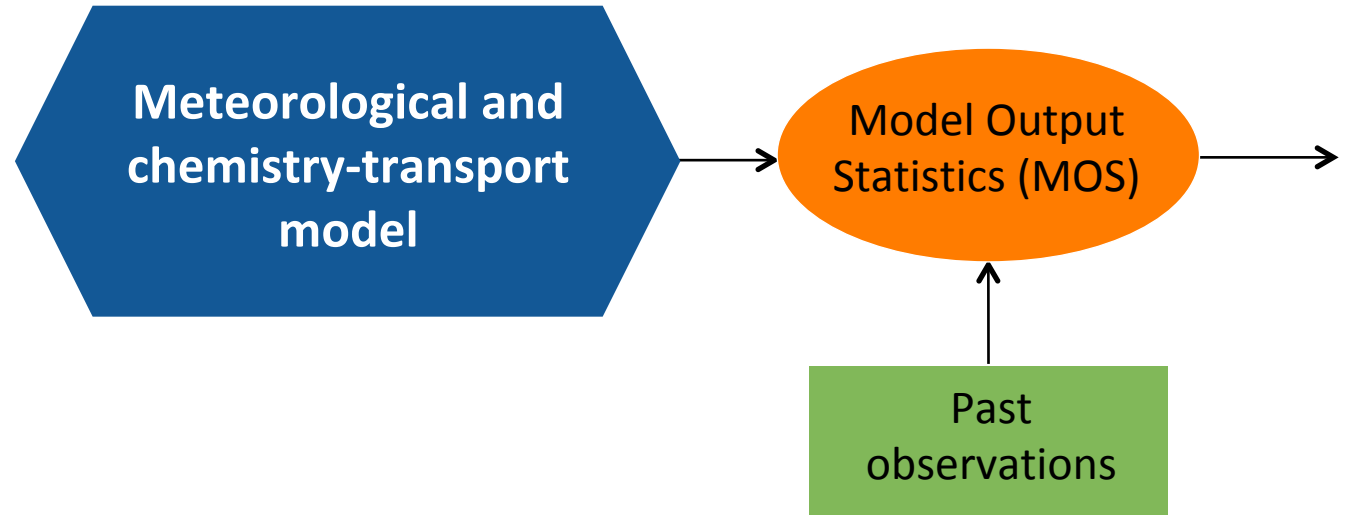 Meteorological and
chemistry-transport
model
Model Output
Statistics (MOS)
Past
observations